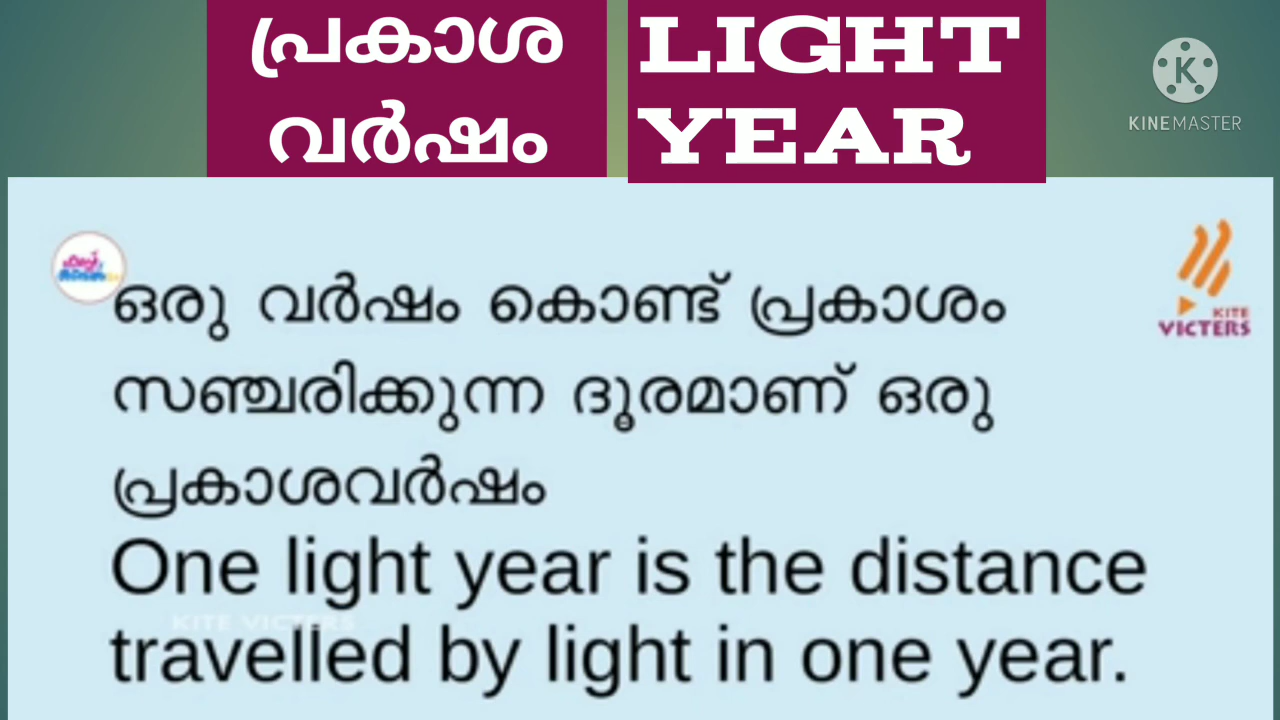 പ്രകാശ
വർഷം
LIGHT
YEAR
KINEMASTER
ഒരു വർഷം കൊണ്ട് പ്രകാശം
സഞ്ചരിക്കുന്ന ദൂരമാണ് ഒരു
പ്രകാശവർഷം
KITE
VICTERS
One light year is the distance
KITE VICTERS
travelled by light in one year.